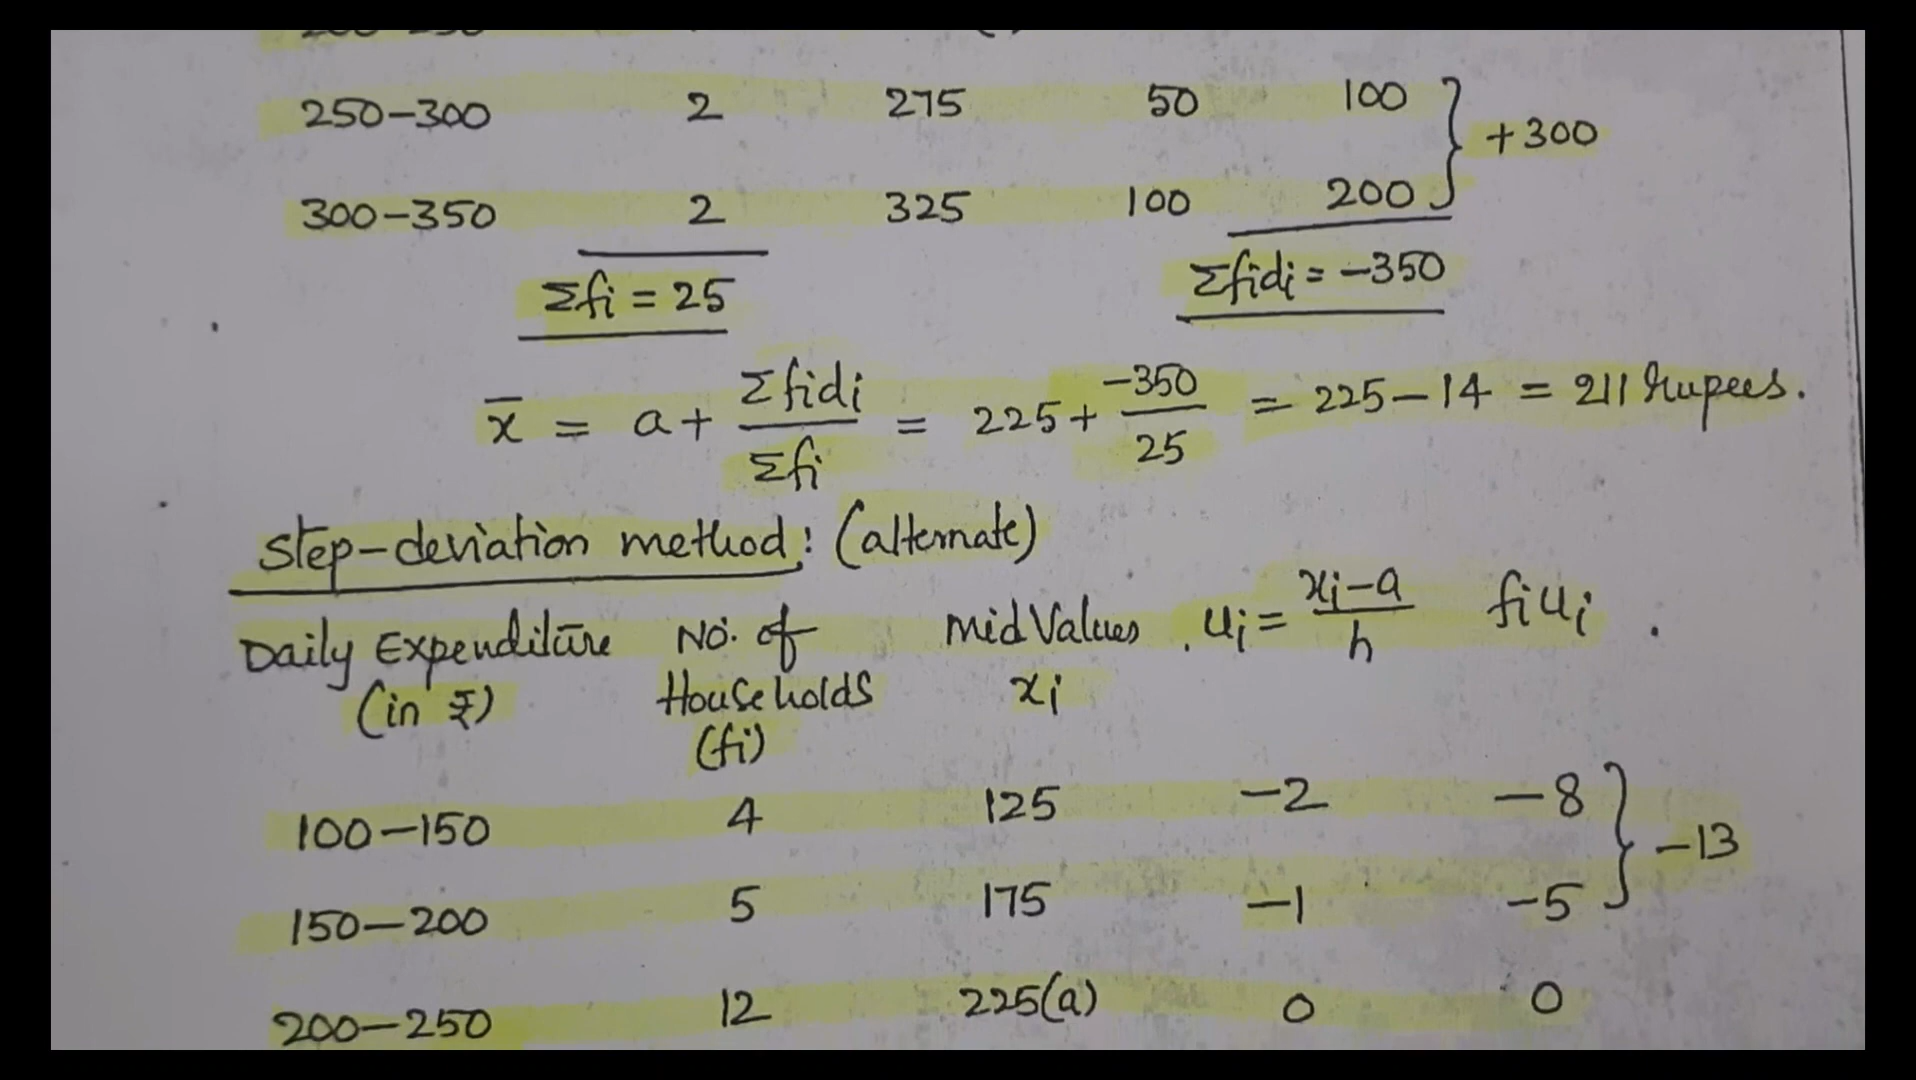 250-300 2 275 50 100 } +300
300-350 2 325 100 200
Σfi = 25 Σfidi = -350
x̄ = a + Σfidi / Σfi = 225 + -350 / 25 = 225 - 14 = 211 rupees.
Step-deviation method: (alternate)
Daily Expenditure No. of mid Values ui = xi-a / h fiui
(in ₹) Households xi
(fi)
100-150 4 125 -2 -8 } -13
150-200 5 175 -1 -5
200-250 12 225(a) 0 0